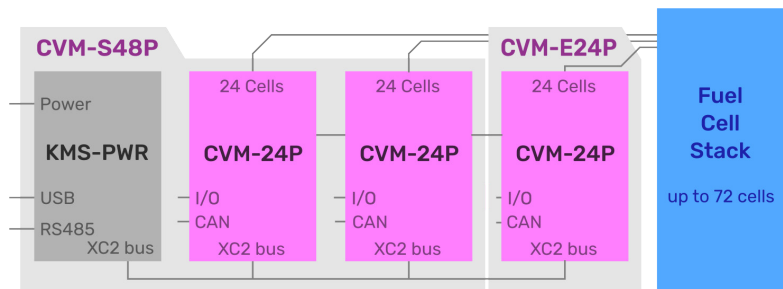 CVM-S48P
Power
KMS-PWR
USB
RS485
XC2 bus
24 Cells
CVM-24P
I/O
CAN
XC2 bus
24 Cells
CVM-24P
I/O
CAN
XC2 bus
CVM-E24P
24 Cells
CVM-24P
I/O
CAN
XC2 bus
Fuel
Cell
Stack
up to 72 cells